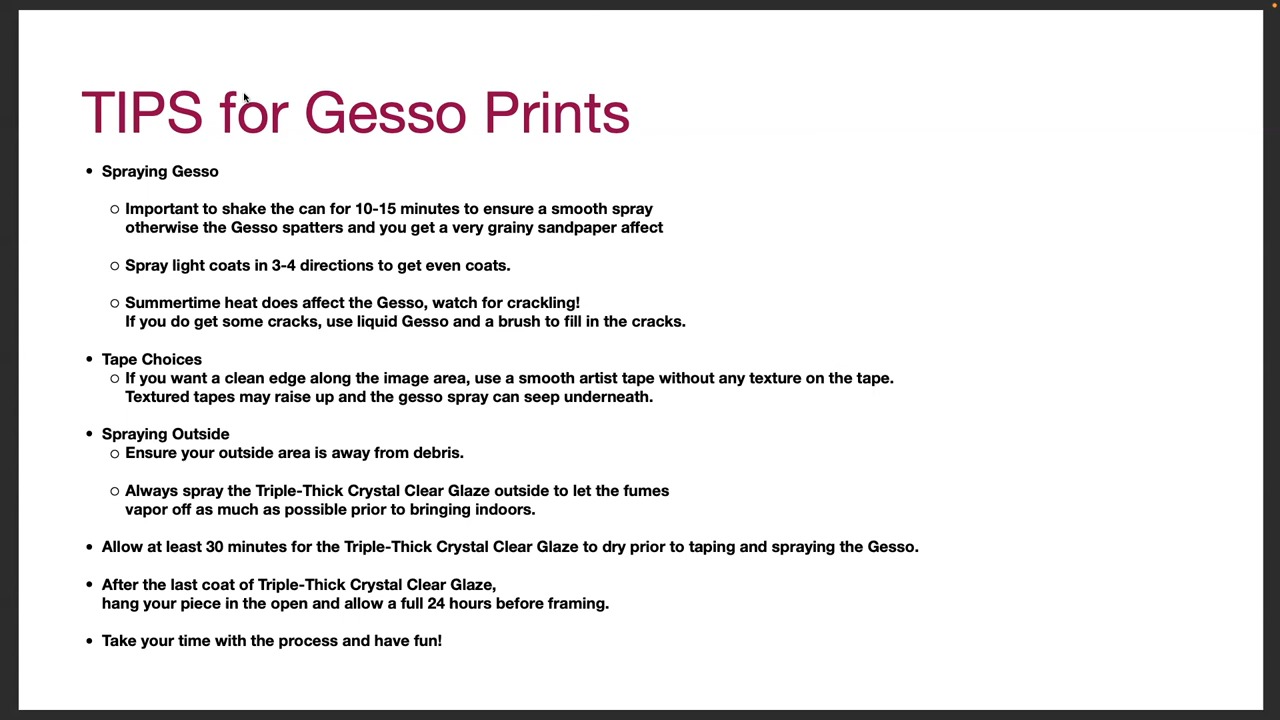 TIPS for Gesso Prints
• Spraying Gesso
○ Important to shake the can for 10-15 minutes to ensure a smooth spray
otherwise the Gesso spatters and you get a very grainy sandpaper affect
○ Spray light coats in 3-4 directions to get even coats.
○ Summertime heat does affect the Gesso, watch for crackling!
If you do get some cracks, use liquid Gesso and a brush to fill in the cracks.
• Tape Choices
○ If you want a clean edge along the image area, use a smooth artist tape without any texture on the tape.
Textured tapes may raise up and the gesso spray can seep underneath.
• Spraying Outside
○ Ensure your outside area is away from debris.
○ Always spray the Triple-Thick Crystal Clear Glaze outside to let the fumes
vapor off as much as possible prior to bringing indoors.
• Allow at least 30 minutes for the Triple-Thick Crystal Clear Glaze to dry prior to taping and spraying the Gesso.
• After the last coat of Triple-Thick Crystal Clear Glaze,
hang your piece in the open and allow a full 24 hours before framing.
• Take your time with the process and have fun!